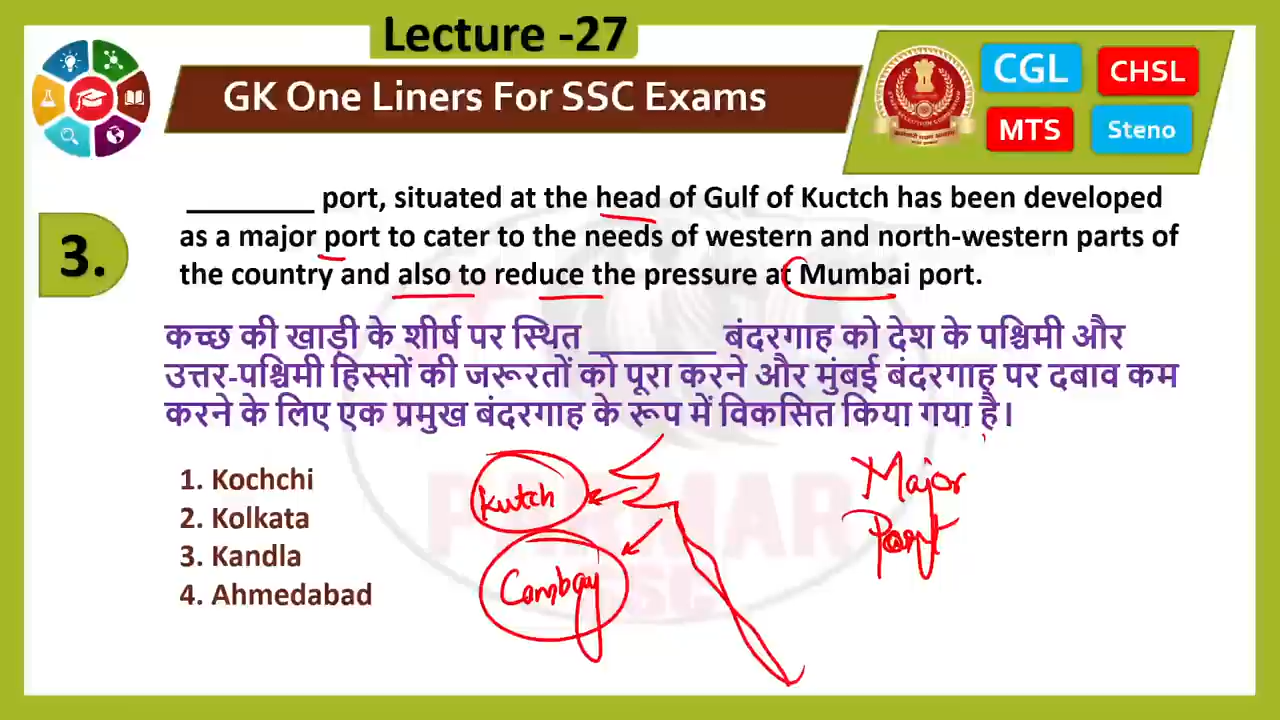 Lecture -27
GK One Liners For SSC Exams
CGL
CHSL
MTS
Steno
3.
________ port, situated at the head of Gulf of Kuctch has been developed
as a major port to cater to the needs of western and north-western parts of
the country and also to reduce the pressure at Mumbai port.
कच्छ की खाड़ी के शीर्ष पर स्थित ________ बंदरगाह को देश के पश्चिमी और
उत्तर-पश्चिमी हिस्सों की जरूरतों को पूरा करने और मुंबई बंदरगाह पर दबाव कम
करने के लिए एक प्रमुख बंदरगाह के रूप में विकसित किया गया है।
1. Kochchi
2. Kolkata
3. Kandla
4. Ahmedabad
Kutch
Cambay
Major
Port
PARMAR
SSC